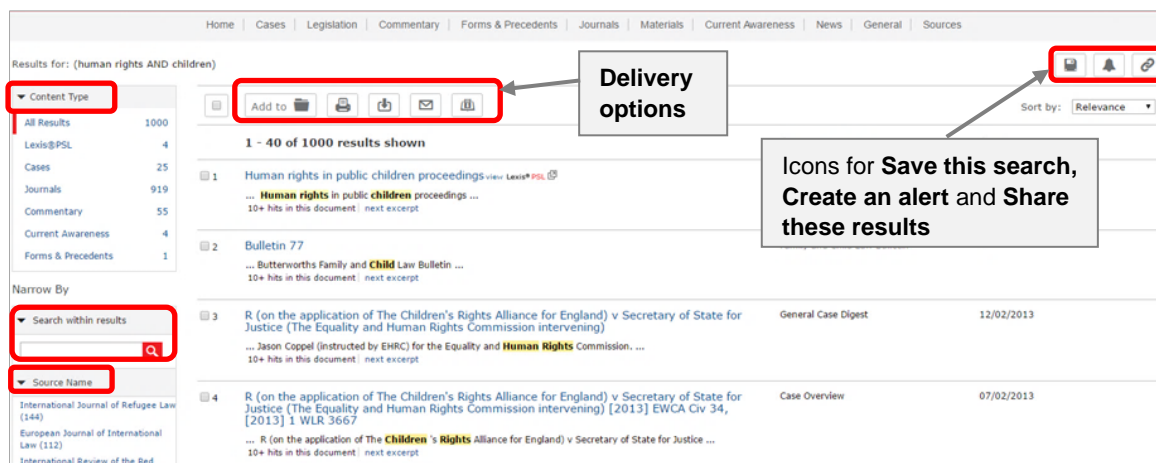 Home | Cases | Legislation | Commentary | Forms & Precedents | Journals | Materials | Current Awareness | News | General | Sources
Results for: (human rights AND children)
Delivery
options
Content Type
Add to
Sort by: Relevance
All Results 1000
Lexis®PSL 4
Cases 25
Journals 919
Commentary 55
Current Awareness 4
Forms & Precedents 1
Icons for Save this search,
Create an alert and Share
these results
1 - 40 of 1000 results shown
1 Human rights in public children proceedings view Lexis® PSL
... Human rights in public children proceedings ...
10+ hits in this document | next excerpt
2 Bulletin 77
... Butterworths Family and Child Law Bulletin ...
10+ hits in this document | next excerpt
Narrow By
Search within results
Source Name
International Journal of Refugee Law
(144)
European Journal of International
Law (112)
International Review of the Red
3 R (on the application of The Children's Rights Alliance for England) v Secretary of State for
Justice (The Equality and Human Rights Commission intervening)
General Case Digest 12/02/2013
... Jason Coppel (instructed by EHRC) for the Equality and Human Rights Commission. ...
10+ hits in this document | next excerpt
4 R (on the application of The Children's Rights Alliance for England) v Secretary of State for
Justice (The Equality and Human Rights Commission intervening) [2013] EWCA Civ 34,
[2013] 1 WLR 3667
Case Overview 07/02/2013
... R (on the application of The Children 's Rights Alliance for England) v Secretary of State for Justice ...
10+ hits in this document | next excerpt